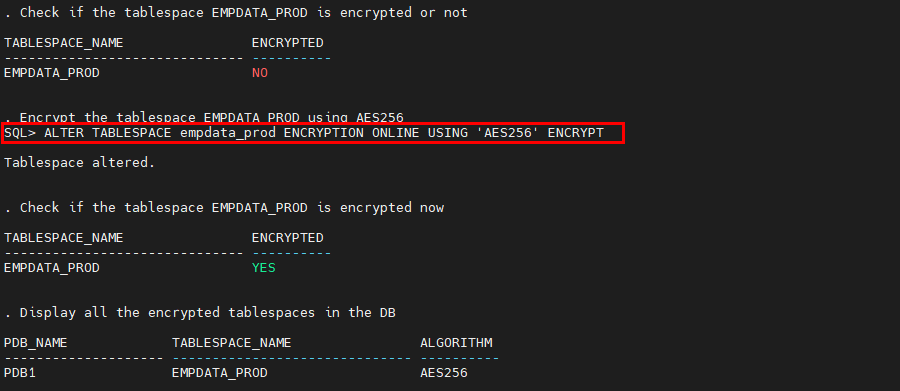 . Check if the tablespace EMPDATA_PROD is encrypted or not
TABLESPACE_NAME                ENCRYPTED
------------------------------ ----------
EMPDATA_PROD                   NO
. Encrypt the tablespace EMPDATA_PROD using AES256
SQL> ALTER TABLESPACE empdata_prod ENCRYPTION ONLINE USING 'AES256' ENCRYPT
Tablespace altered.
. Check if the tablespace EMPDATA_PROD is encrypted now
TABLESPACE_NAME                ENCRYPTED
------------------------------ ----------
EMPDATA_PROD                   YES
. Display all the encrypted tablespaces in the DB
PDB_NAME             TABLESPACE_NAME                ALGORITHM
-------------------- ------------------------------ ----------
PDB1                 EMPDATA_PROD                   AES256